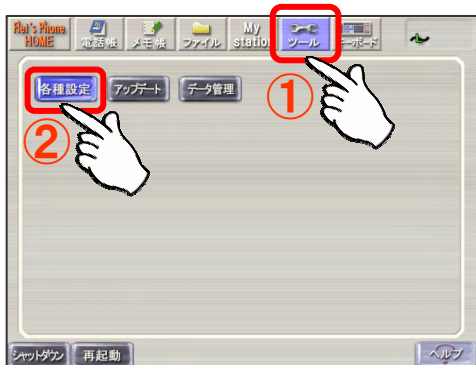 Flet's Phone
HOME
電話帳
メモ帳
ファイル
My
station
ツール
キーボード
①
各種設定
アップデート
データ管理
②
シャットダウン
再起動
ヘルプ